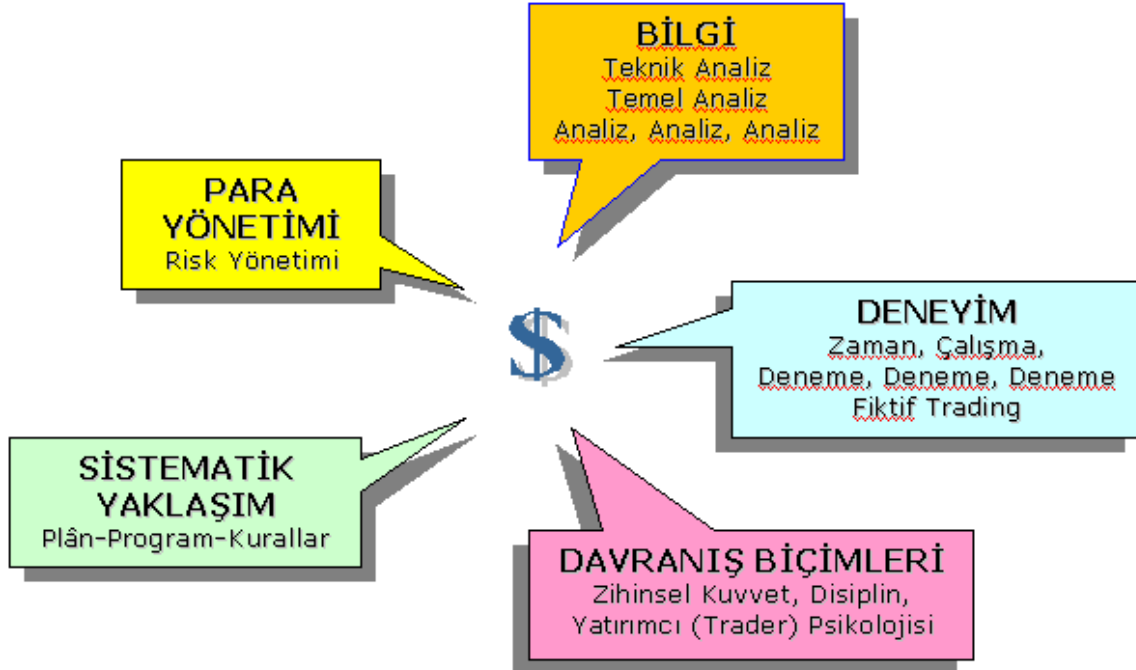 BİLGİ
Teknik Analiz
Temel Analiz
Analiz, Analiz, Analiz
PARA
YÖNETİMİ
Risk Yönetimi
$
DENEYİM
Zaman, Çalışma,
Deneme, Deneme, Deneme
Fiktif Trading
SİSTEMATİK
YAKLAŞIM
Plân-Program-Kurallar
DAVRANIŞ BİÇİMLERİ
Zihinsel Kuvvet, Disiplin,
Yatırımcı (Trader) Psikolojisi